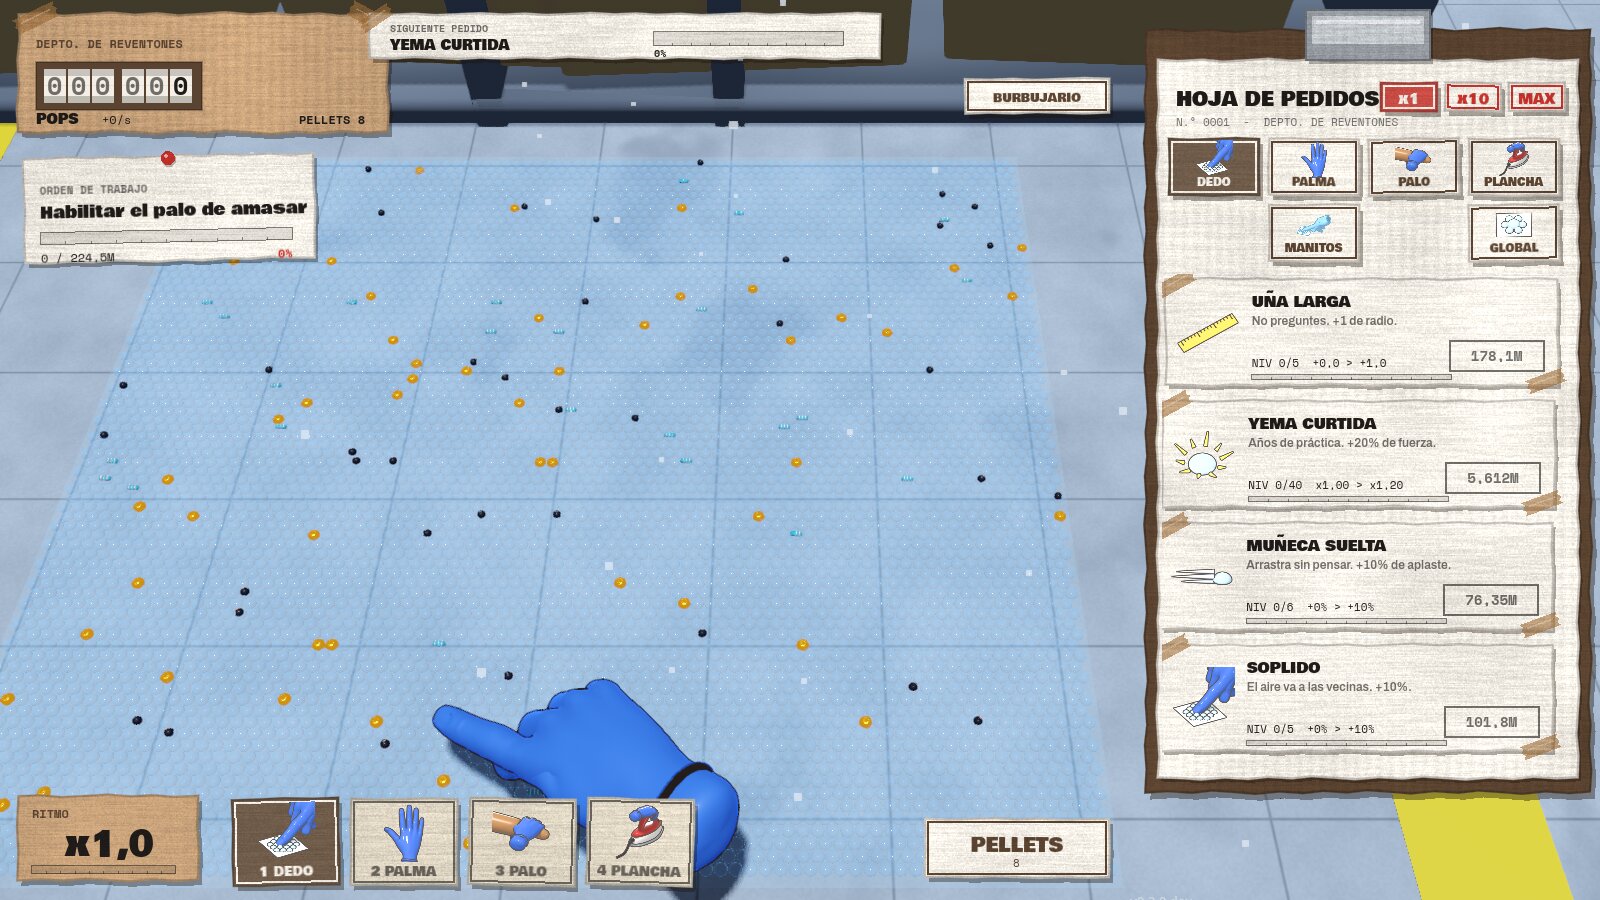 DEPTO. DE REVENTONES
000 000
POPS +0/s PELLETS 8
SIGUIENTE PEDIDO
YEMA CURTIDA
0%
BURBUJARIO
ORDEN DE TRABAJO
Habilitar el palo de amasar
0 / 224.5M 0%
HOJA DE PEDIDOS x1 x10 MAX
N.° 0001 - DEPTO. DE REVENTONES
DEDO PALMA PALO PLANCHA
MANITOS GLOBAL
UÑA LARGA
No preguntes. +1 de radio.
NIV 0/5 +0,0 > +1,0 178,1M
YEMA CURTIDA
Años de práctica. +20% de fuerza.
NIV 0/40 x1,00 > x1,20 5,612M
MUÑECA SUELTA
Arrastra sin pensar. +10% de aplaste.
NIV 0/6 +0% > +10% 76,35M
SOPLIDO
El aire va a las vecinas. +10%.
NIV 0/5 +0% > +10% 101,8M
RITMO
x1,0
1 DEDO 2 PALMA 3 PALO 4 PLANCHA
PELLETS
8